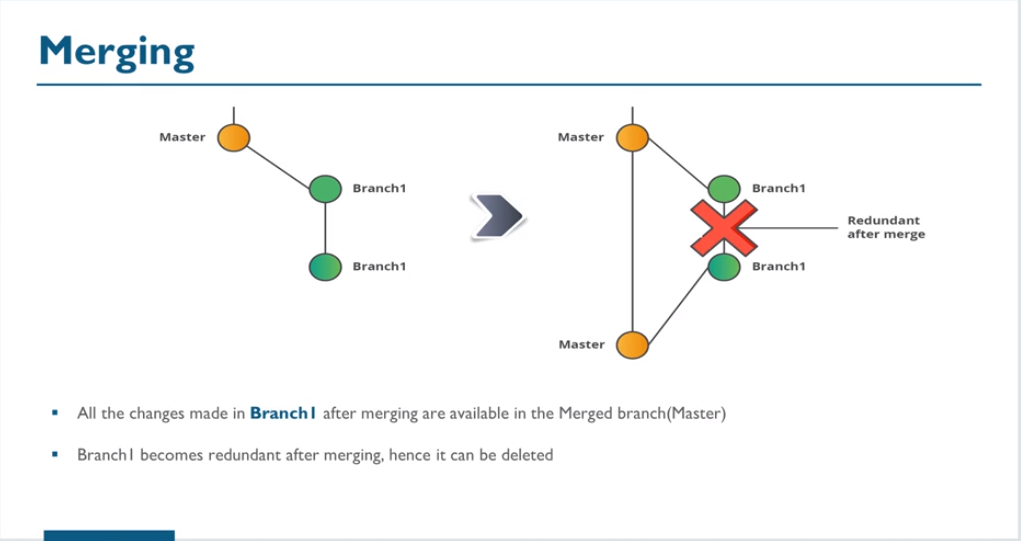 Merging
Master
Branch1
Branch1
Master
Branch1
Redundant
after merge
Branch1
Master
All the changes made in Branch1 after merging are available in the Merged branch(Master)
Branch1 becomes redundant after merging, hence it can be deleted